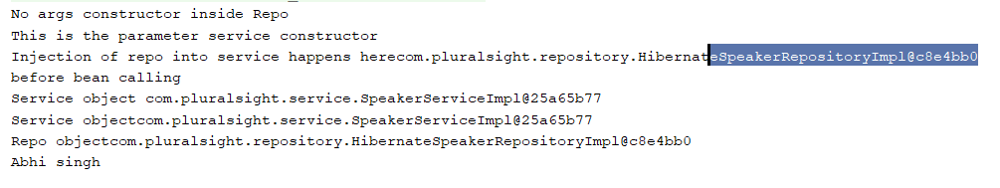 No args constructor inside Repo
This is the parameter service constructor
Injection of repo into service happens herecom.pluralsight.repository.HibernateSpeakerRepositoryImpl@c8e4bb0
before bean calling
Service object com.pluralsight.service.SpeakerServiceImpl@25a65b77
Service objectcom.pluralsight.service.SpeakerServiceImpl@25a65b77
Repo objectcom.pluralsight.repository.HibernateSpeakerRepositoryImpl@c8e4bb0
Abhi singh